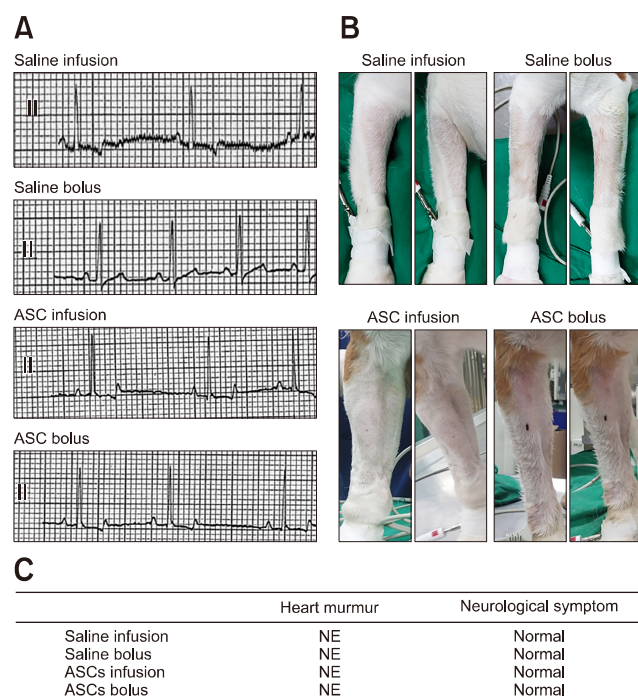 A
B
Saline infusion
II
Saline bolus
II
ASC infusion
II
ASC bolus
II
Saline infusion
Saline bolus
ASC infusion
ASC bolus
C
Heart murmur
Neurological symptom
Saline infusion
NE
Normal
Saline bolus
NE
Normal
ASCs infusion
NE
Normal
ASCs bolus
NE
Normal